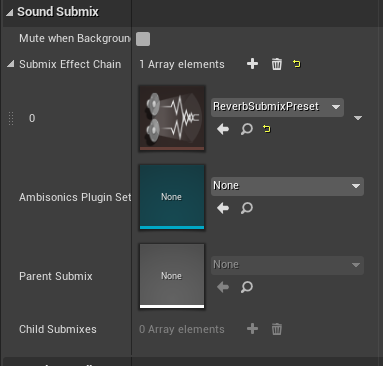 Sound Submix
Mute when Backgroun
Submix Effect Chain
1 Array elements
0
ReverbSubmixPreset
Ambisonics Plugin Set
None
None
Parent Submix
None
None
Child Submixes
0 Array elements